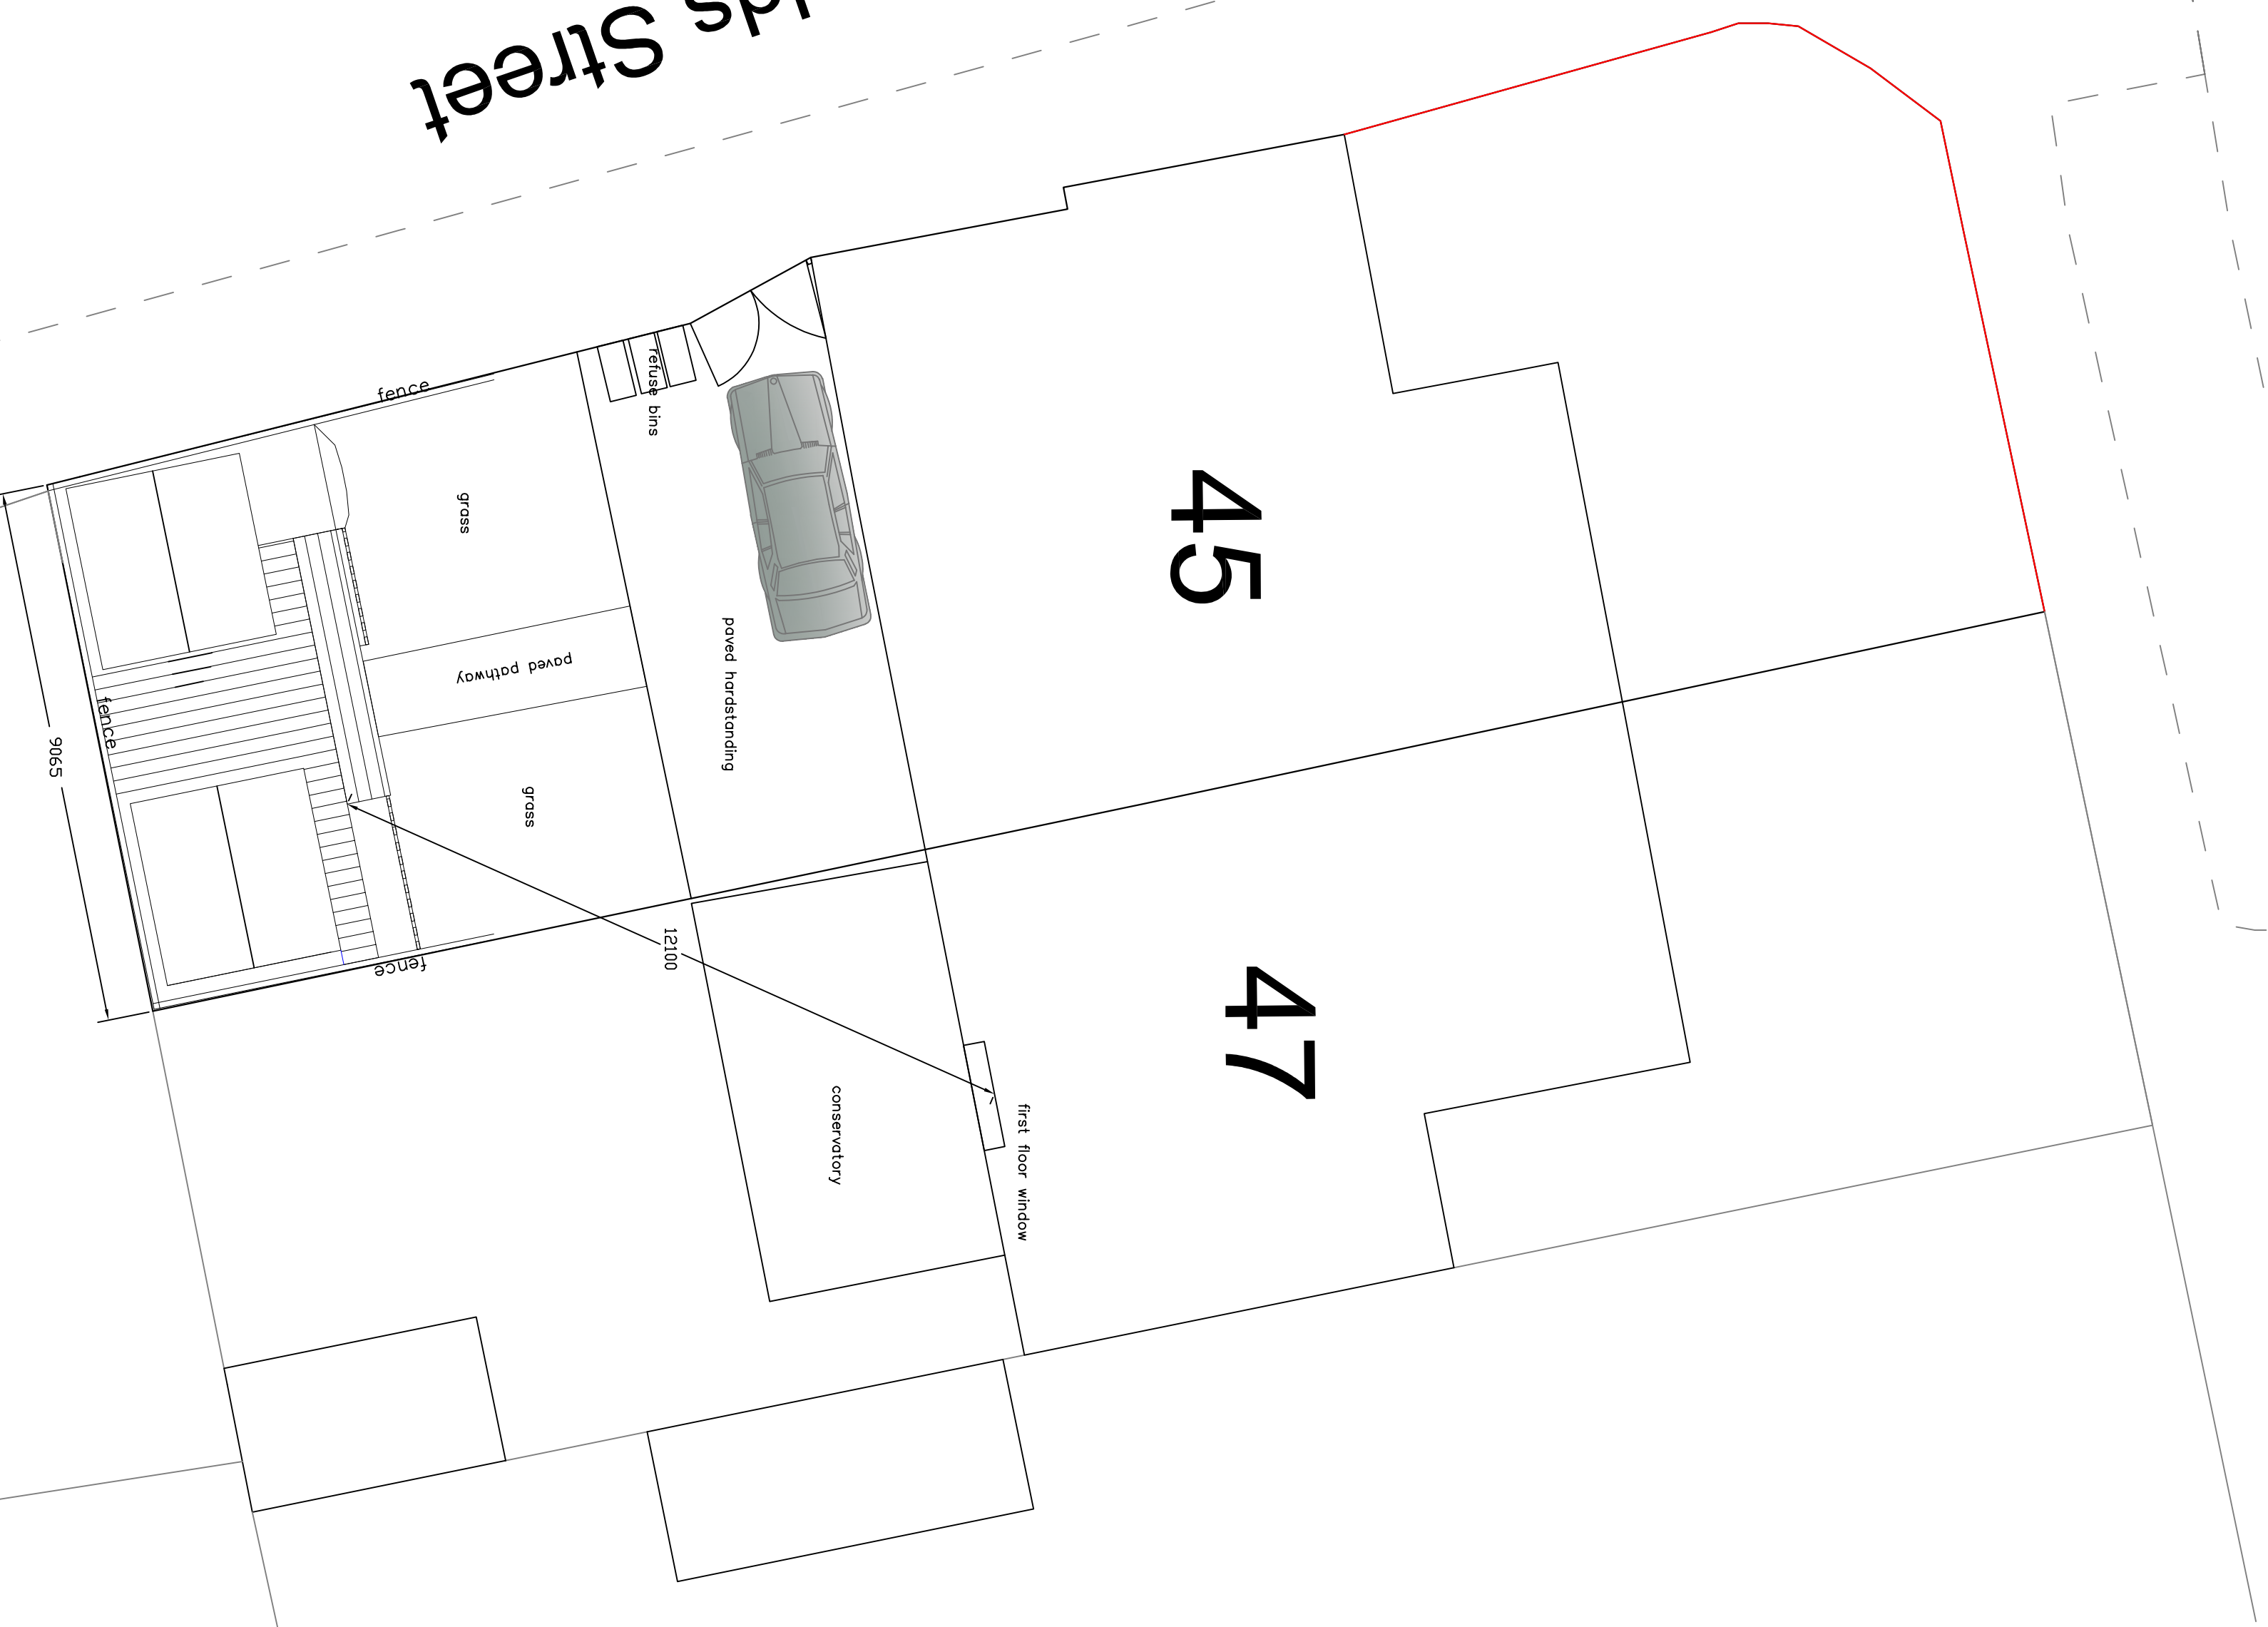 Street
fence
refuse bins
grass
45
paved hardstanding
paved pathway
fence
9065
grass
12100
fence
47
conservatory
first floor window